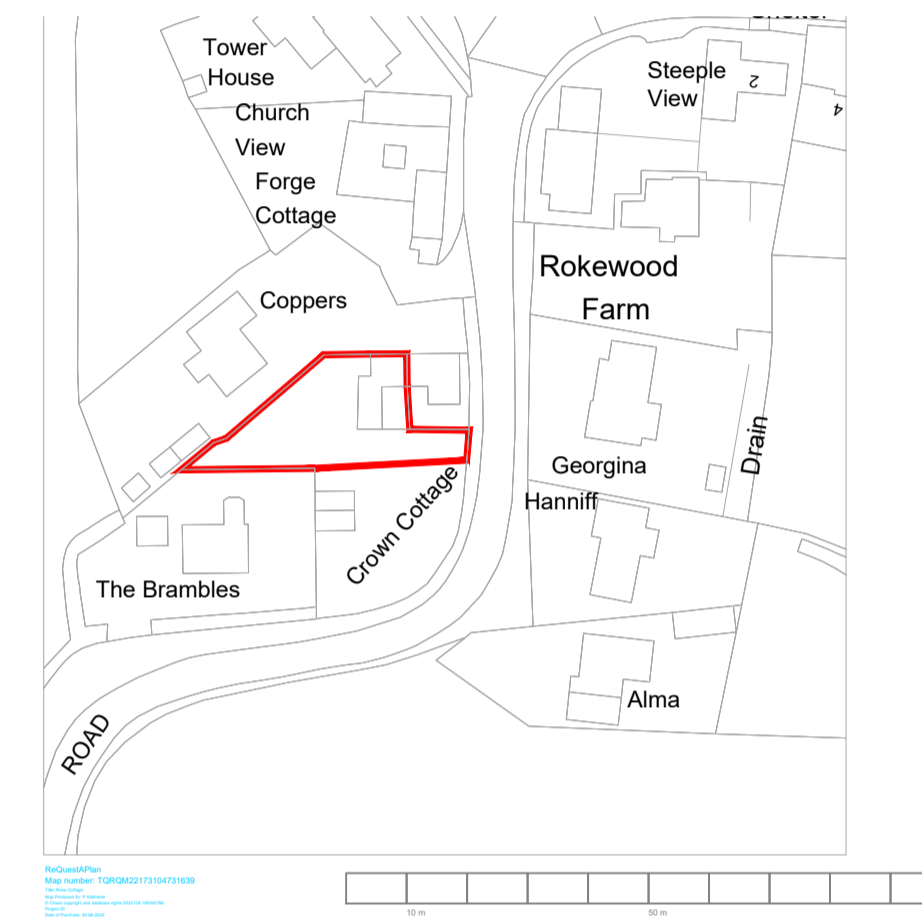 Shelter
Tower
House
Steeple
View
2
4
Church
View
Forge
Cottage
Rokewood
Farm
Coppers
Drain
Georgina
Hanniff
Crown Cottage
The Brambles
Alma
ROAD
ReQuestAPlan
Map number: TQRQM22173104731639
10 m
50 m